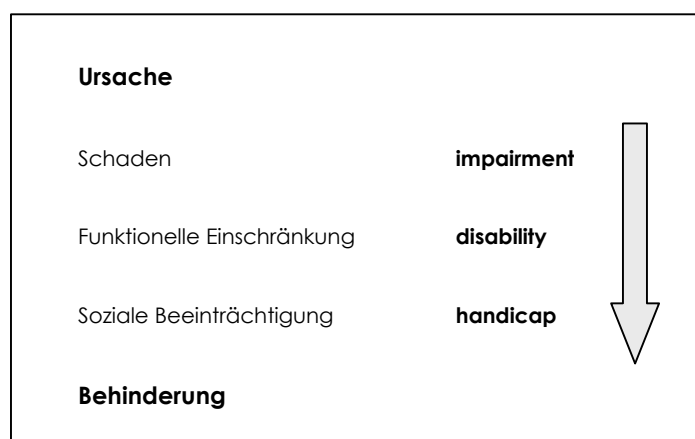 Ursache
Schaden impairment
Funktionelle Einschränkung disability
Soziale Beeinträchtigung handicap
Behinderung